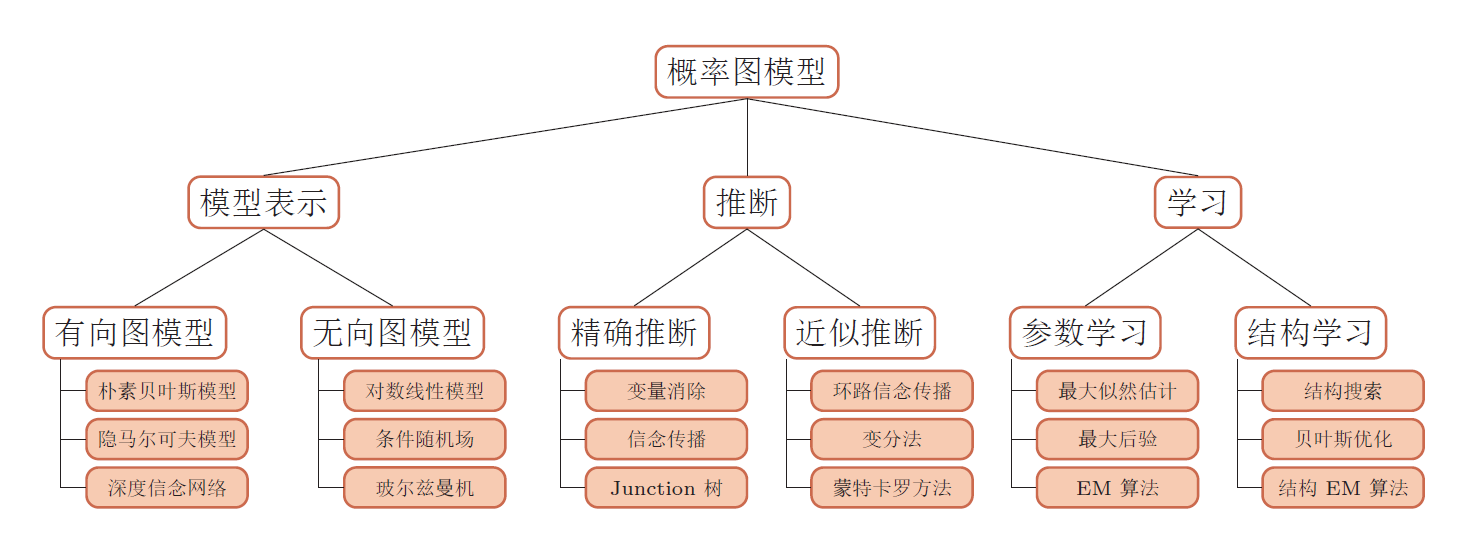 概率图模型
模型表示
推断
学习
有向图模型
无向图模型
精确推断
近似推断
参数学习
结构学习
朴素贝叶斯模型
对数线性模型
变量消除
环路信念传播
最大似然估计
结构搜索
隐马尔可夫模型
条件随机场
信念传播
变分法
最大后验
贝叶斯优化
深度信念网络
玻尔兹曼机
Junction 树
蒙特卡罗方法
EM 算法
结构 EM 算法